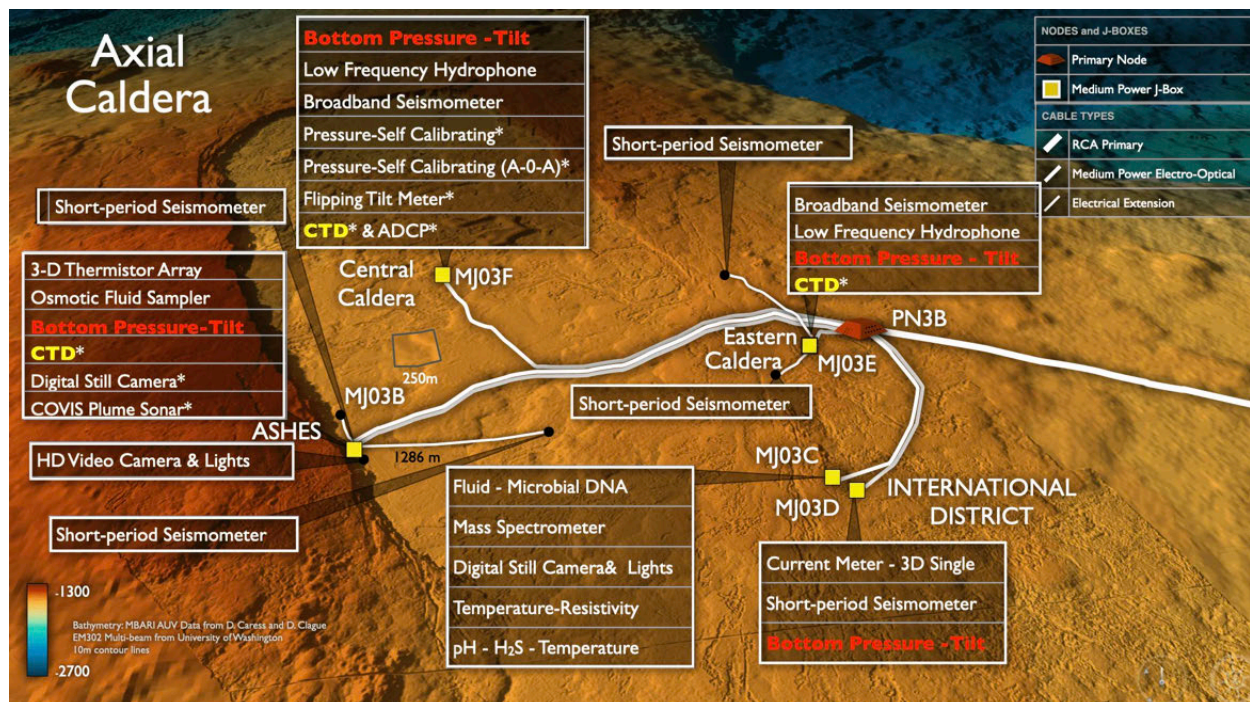 Axial
Caldera
Bottom Pressure -Tilt
Low Frequency Hydrophone
Broadband Seismometer
Pressure-Self Calibrating*
Pressure-Self Calibrating (A-0-A)*
Flipping Tilt Meter*
CTD* & ADCP*
NODES and J-BOXES
Primary Node
Medium Power J-Box
CABLE TYPES
RCA Primary
Medium Power Electro-Optical
Electrical Extension
Short-period Seismometer
Short-period Seismometer
Broadband Seismometer
Low Frequency Hydrophone
Bottom Pressure - Tilt
CTD*
3-D Thermistor Array
Osmotic Fluid Sampler
Bottom Pressure-Tilt
CTD*
Digital Still Camera*
COVIS Plume Sonar*
Central
Caldera
MJ03F
250m
PN3B
Eastern
Caldera
MJ03E
MJ03B
ASHES
Short-period Seismometer
HD Video Camera & Lights
1286 m
Short-period Seismometer
MJ03C
MJ03D
INTERNATIONAL
DISTRICT
Fluid - Microbial DNA
Mass Spectrometer
Digital Still Camera& Lights
Temperature-Resistivity
pH - H₂S - Temperature
Current Meter - 3D Single
Short-period Seismometer
Bottom Pressure -Tilt
-1300
-2700
Bathymetry: MBARI AUV Data from D. Caress and D. Clague
EM302 Multi-beam from University of Washington
10m contour lines